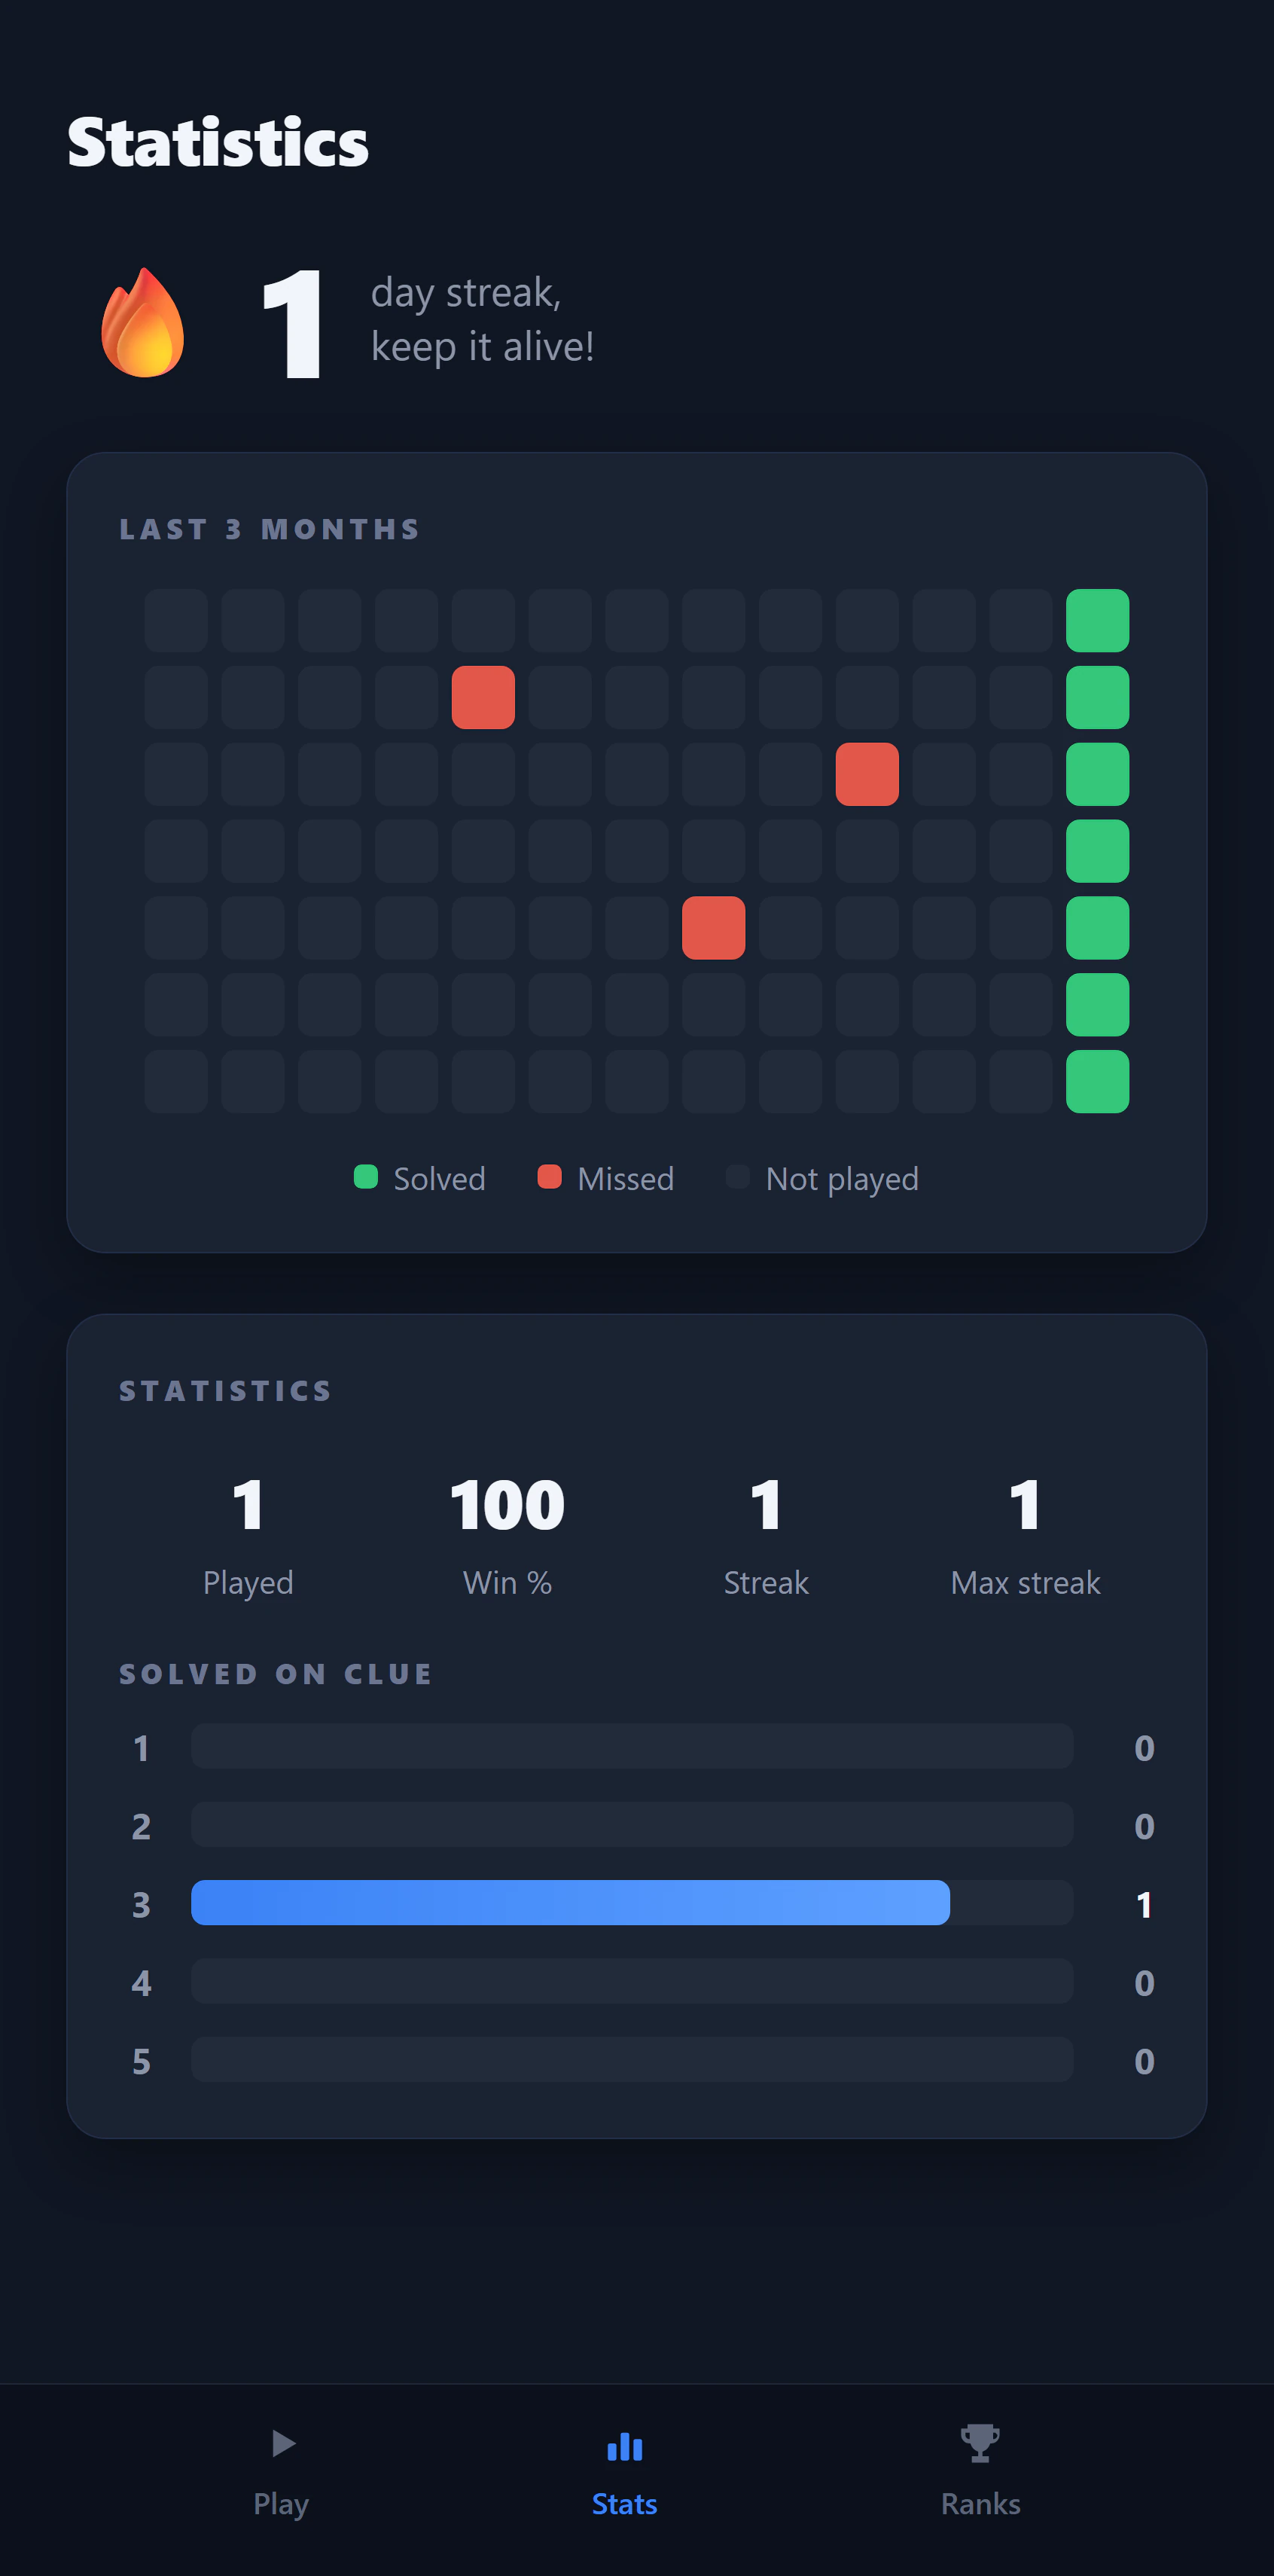 Statistics
1
day streak,
keep it alive!
LAST 3 MONTHS
Solved
Missed
Not played
STATISTICS
1 100 1 1
Played Win % Streak Max streak
SOLVED ON CLUE
1 0
2 0
3 1
4 0
5 0
Play Stats Ranks